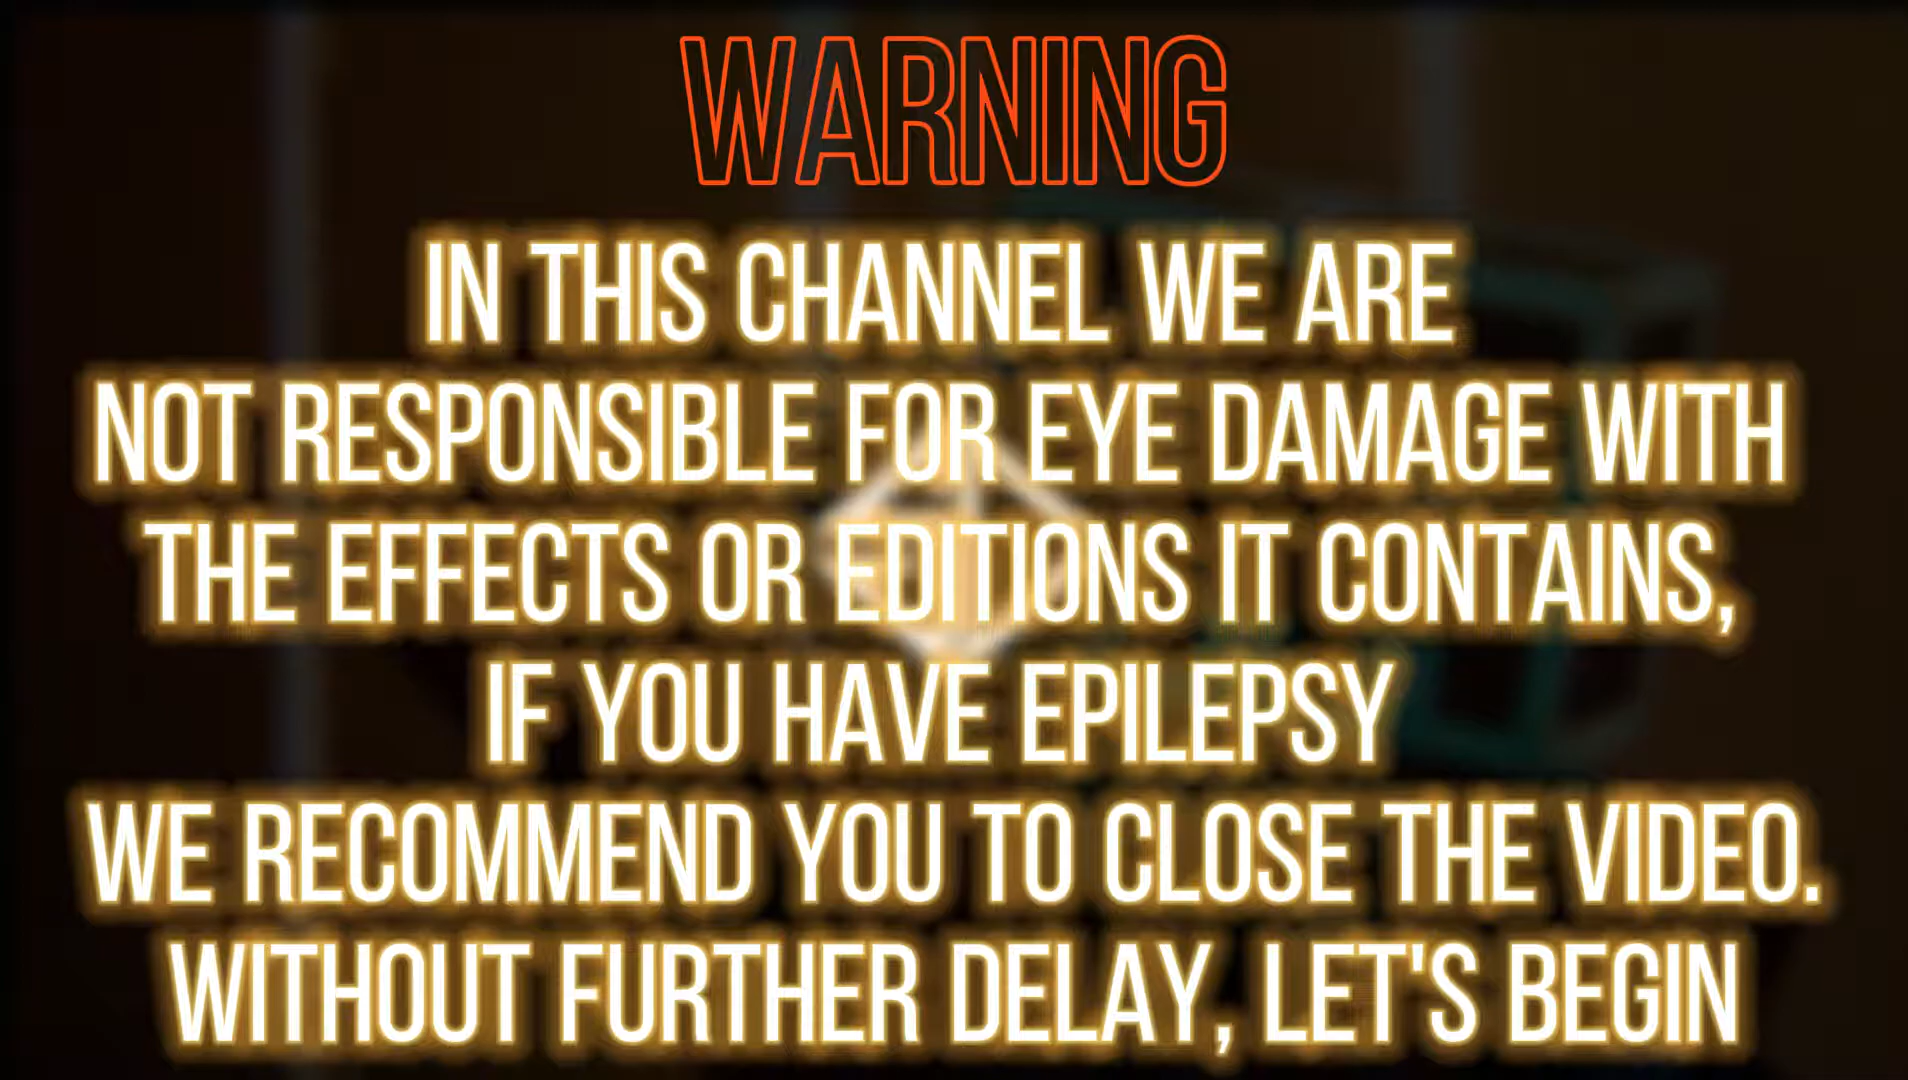 WARNING
IN THIS CHANNEL WE ARE
NOT RESPONSIBLE FOR EYE DAMAGE WITH
THE EFFECTS OR EDITIONS IT CONTAINS,
IF YOU HAVE EPILEPSY
WE RECOMMEND YOU TO CLOSE THE VIDEO.
WITHOUT FURTHER DELAY, LET'S BEGIN